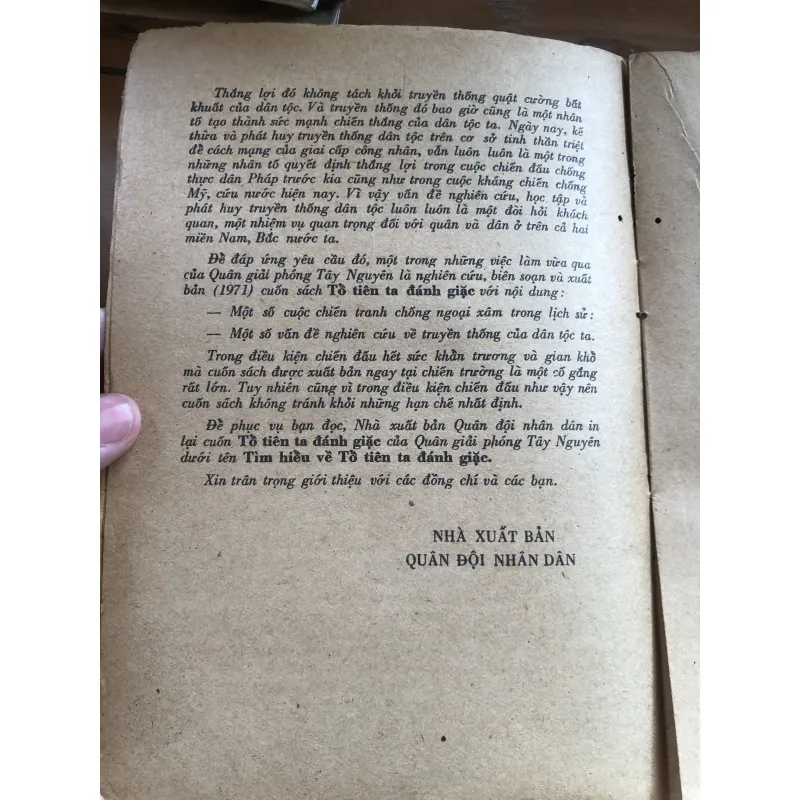 Thắng lợi đó không tách khỏi truyền thống quật cường bất
khuất của dân tộc. Và truyền thống đó bao giờ cũng là một nhân
tố tạo thành sức mạnh chiến thắng của dân tộc ta. Ngày nay, kế
thừa và phát huy truyền thống dân tộc trên cơ sở tinh thần triệt
để cách mạng của giai cấp công nhân, vẫn luôn luôn là một trong
những nhân tố quyết định thắng lợi trong cuộc chiến đấu chống
thực dân Pháp trước kia cũng như trong cuộc kháng chiến chống
Mỹ, cứu nước hiện nay. Vì vậy vấn đề nghiên cứu, học tập và
phát huy truyền thống dân tộc luôn luôn là một đòi hỏi khách
quan, một nhiệm vụ quan trọng đối với quân và dân ở trên cả hai
miền Nam, Bắc nước ta.
Để đáp ứng yêu cầu đó, một trong những việc làm vừa qua
của Quân giải phóng Tây Nguyên là nghiên cứu, biên soạn và xuất
bản (1971) cuốn sách Tổ tiên ta đánh giặc với nội dung:
— Một số cuộc chiến tranh chống ngoại xâm trong lịch sử:
— Một số vấn đề nghiên cứu về truyền thống của dân tộc ta.
Trong điều kiện chiến đấu hết sức khẩn trương và gian khổ
mà cuốn sách được xuất bản ngay tại chiến trường là một cố gắng
rất lớn. Tuy nhiên cũng vì trong điều kiện chiến đấu như vậy nên
cuốn sách không tránh khỏi những hạn chế nhất định.
Để phục vụ bạn đọc, Nhà xuất bản Quân đội nhân dân in
lại cuốn Tổ tiên ta đánh giặc của Quân giải phóng Tây Nguyên
dưới tên Tìm hiểu về Tổ tiên ta đánh giặc.
Xin trân trọng giới thiệu với các đồng chí và các bạn.
NHÀ XUẤT BẢN
QUÂN ĐỘI NHÂN DÂN